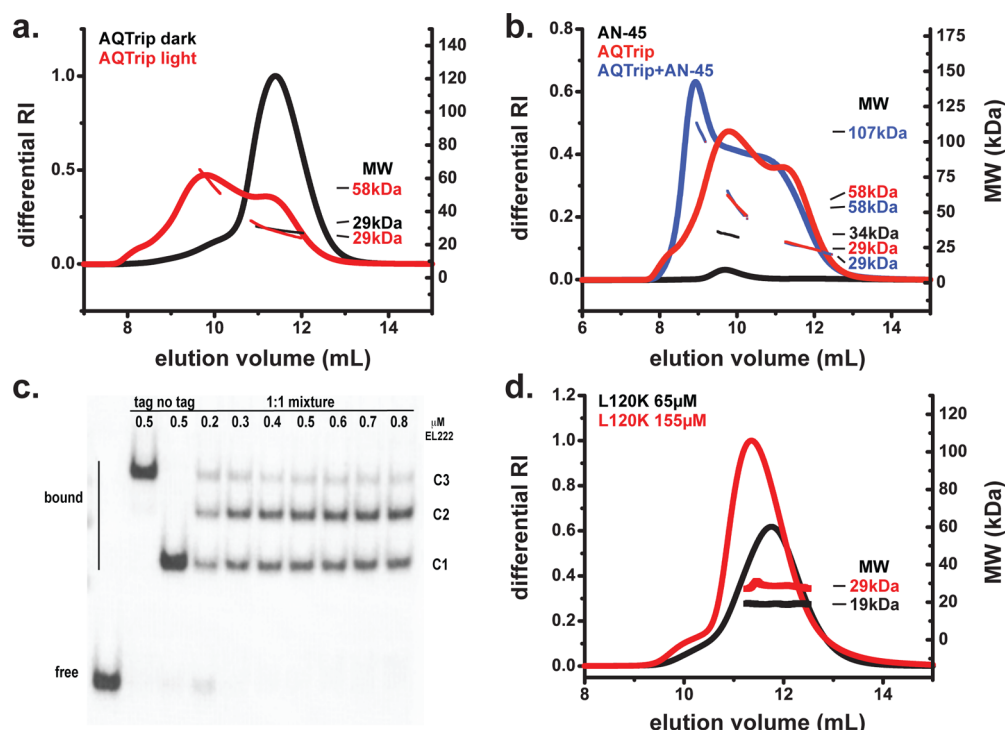 a.
AQTrip dark
AQTrip light
differential RI
1.0
0.5
0.0
8
10
12
14
elution volume (mL)
140
120
100
80
60
40
20
0
MW
58kDa
29kDa
29kDa
b.
AN-45
AQTrip
AQTrip+AN-45
differential RI
0.8
0.6
0.4
0.2
0.0
6
8
10
12
14
elution volume (mL)
175
150
125
100
75
50
25
0
MW (kDa)
MW
107kDa
58kDa
58kDa
34kDa
29kDa
29kDa
c.
tag no tag
1:1 mixture
0.5
0.5
0.2
0.3
0.4
0.5
0.6
0.7
0.8
μM
EL222
bound
free
C3
C2
C1
d.
L120K 65μM
L120K 155μM
differential RI
1.2
1.0
0.8
0.6
0.4
0.2
0.0
8
10
12
14
elution volume (mL)
120
100
80
60
40
20
0
MW (kDa)
MW
29kDa
19kDa